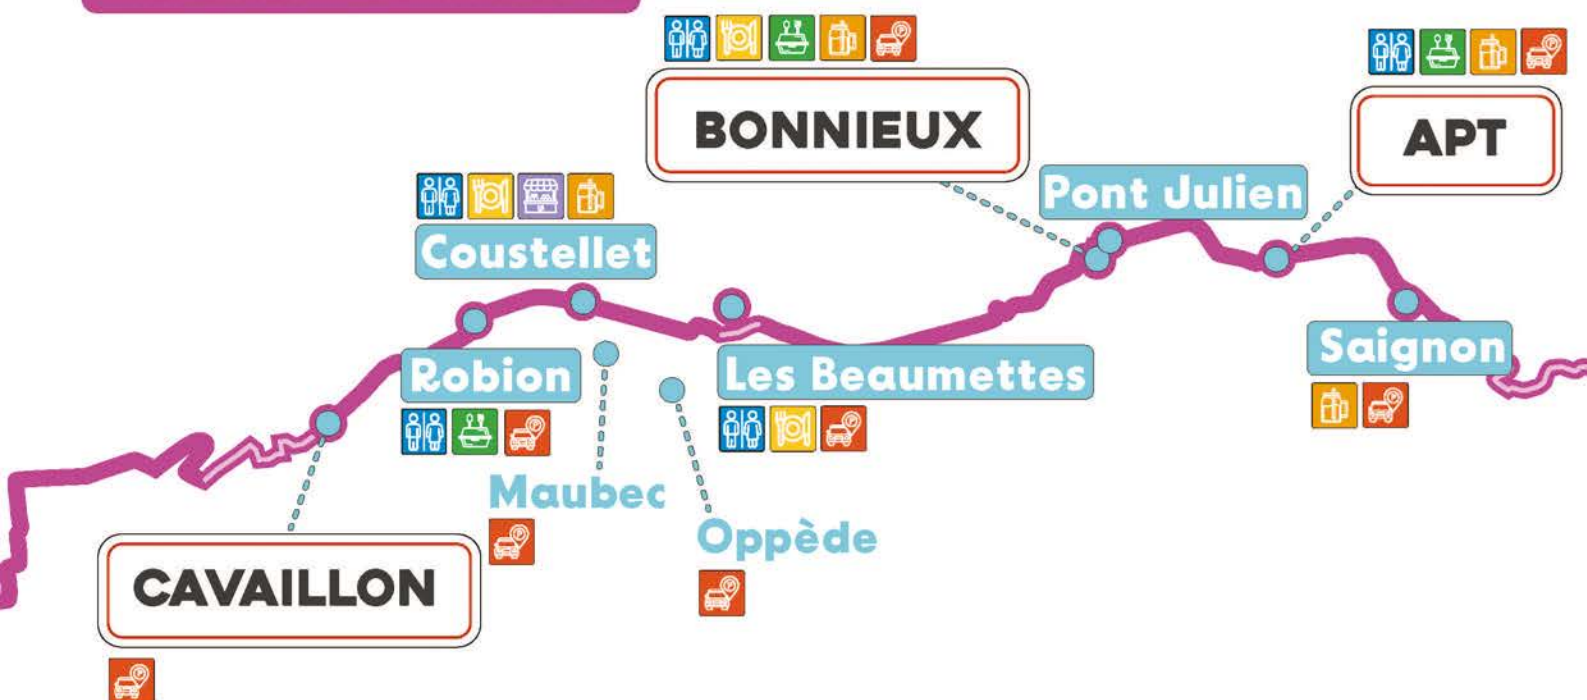 BONNIEUX
APT
Pont Julien
Coustellet
Saignon
Robion
Les Beaumettes
Maubec
Oppède
CAVAILLON